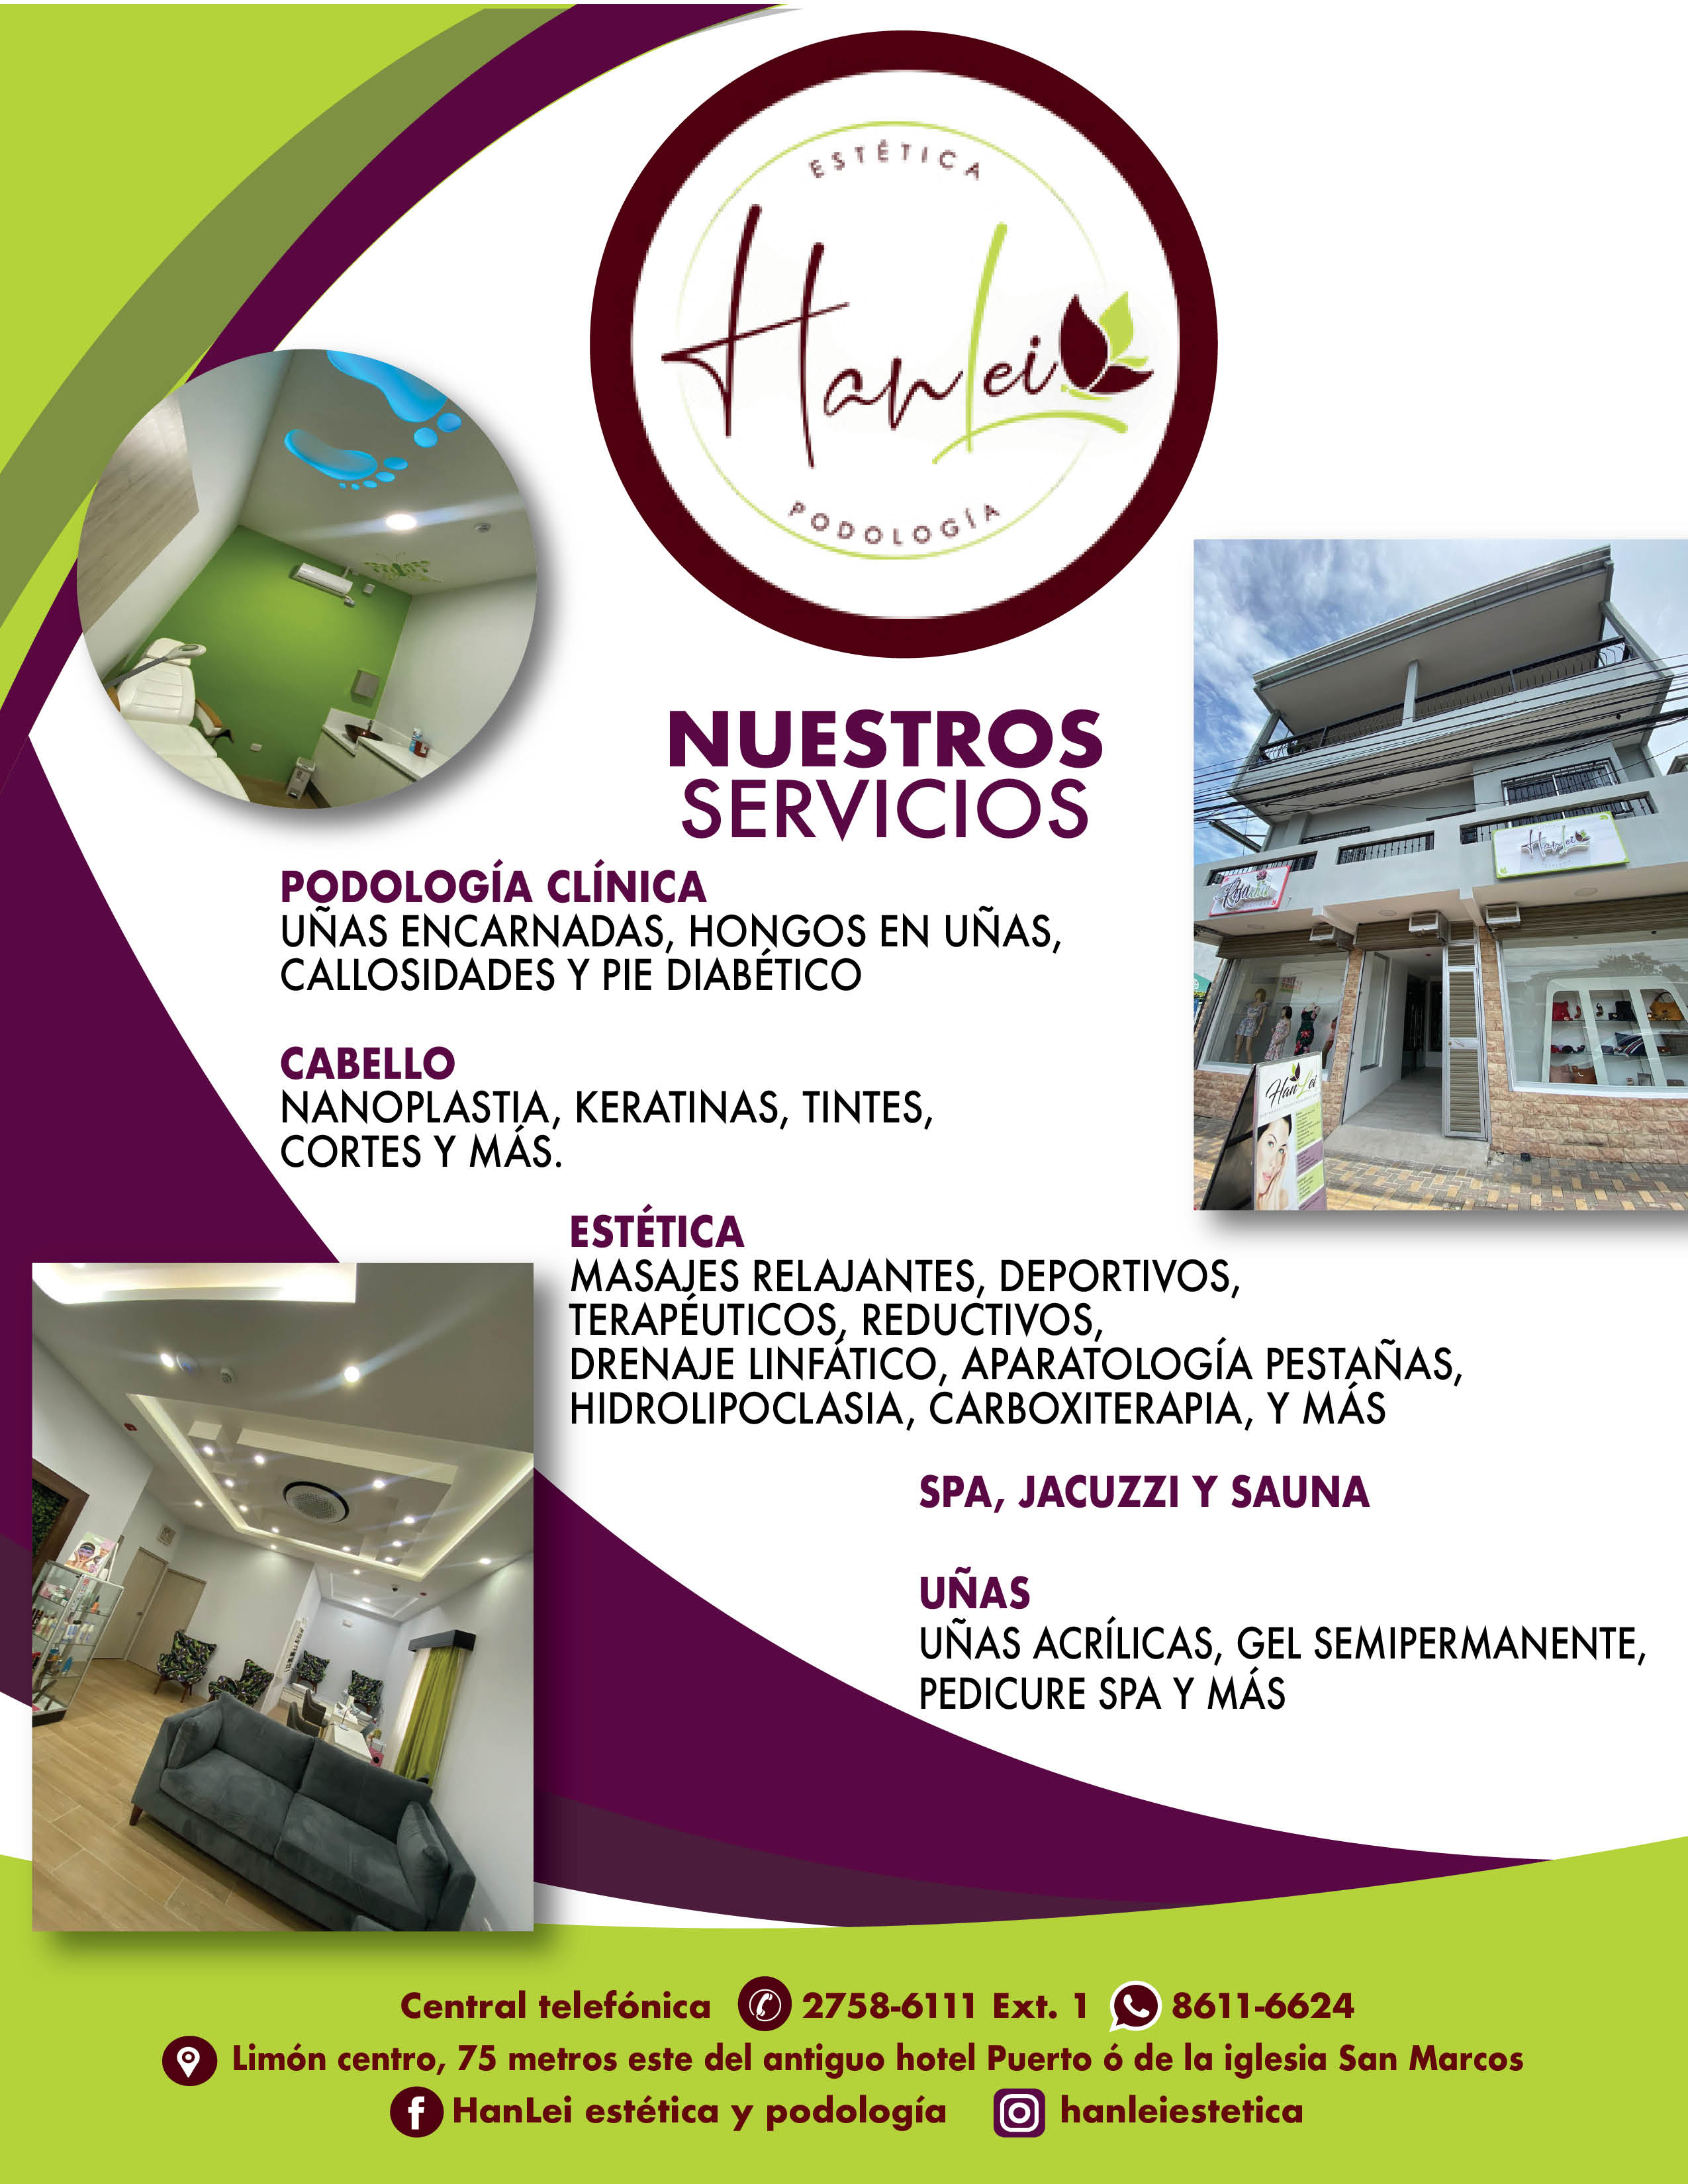 ESTÉTICA
HanLei
PODOLOGÍA
NUESTROS
SERVICIOS
PODOLOGÍA CLÍNICA
UÑAS ENCARNADAS, HONGOS EN UÑAS,
CALLOSIDADES Y PIE DIABÉTICO
CABELLO
NANOPLASTIA, KERATINAS, TINTES,
CORTES Y MÁS.
HanLei
HanLei
ESTÉTICA
MASAJES RELAJANTES, DEPORTIVOS,
TERAPÉUTICOS, REDUCTIVOS,
DRENAJE LINFÁTICO, APARATOLOGÍA PESTAÑAS,
HIDROLIPOCLASIA, CARBOXITERAPIA, Y MÁS
SPA, JACUZZI Y SAUNA
UÑAS
UÑAS ACRÍLICAS, GEL SEMIPERMANENTE,
PEDICURE SPA Y MÁS
Central telefónica 2758-6111 Ext. 1 8611-6624
Limón centro, 75 metros este del antiguo hotel Puerto ó de la iglesia San Marcos
HanLei estética y podología hanleiestetica